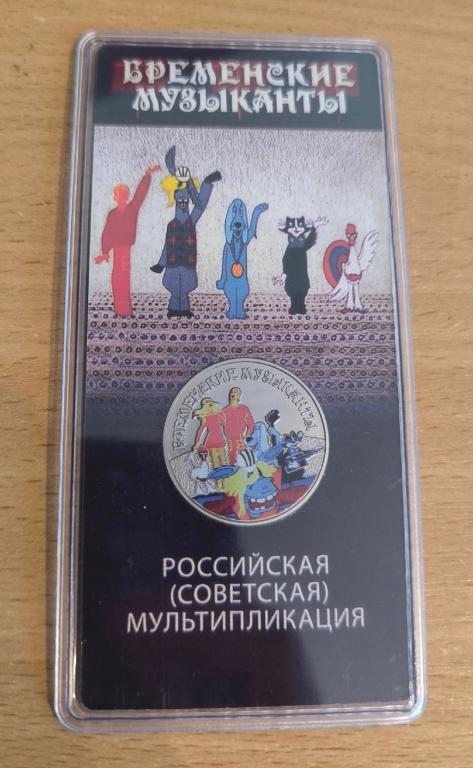 БРЕМЕНСКИЕ
МУЗЫКАНТЫ
БРЕМЕНСКИЕ МУЗЫКАНТЫ
РОССИЙСКАЯ
(СОВЕТСКАЯ)
МУЛЬТИПЛИКАЦИЯ